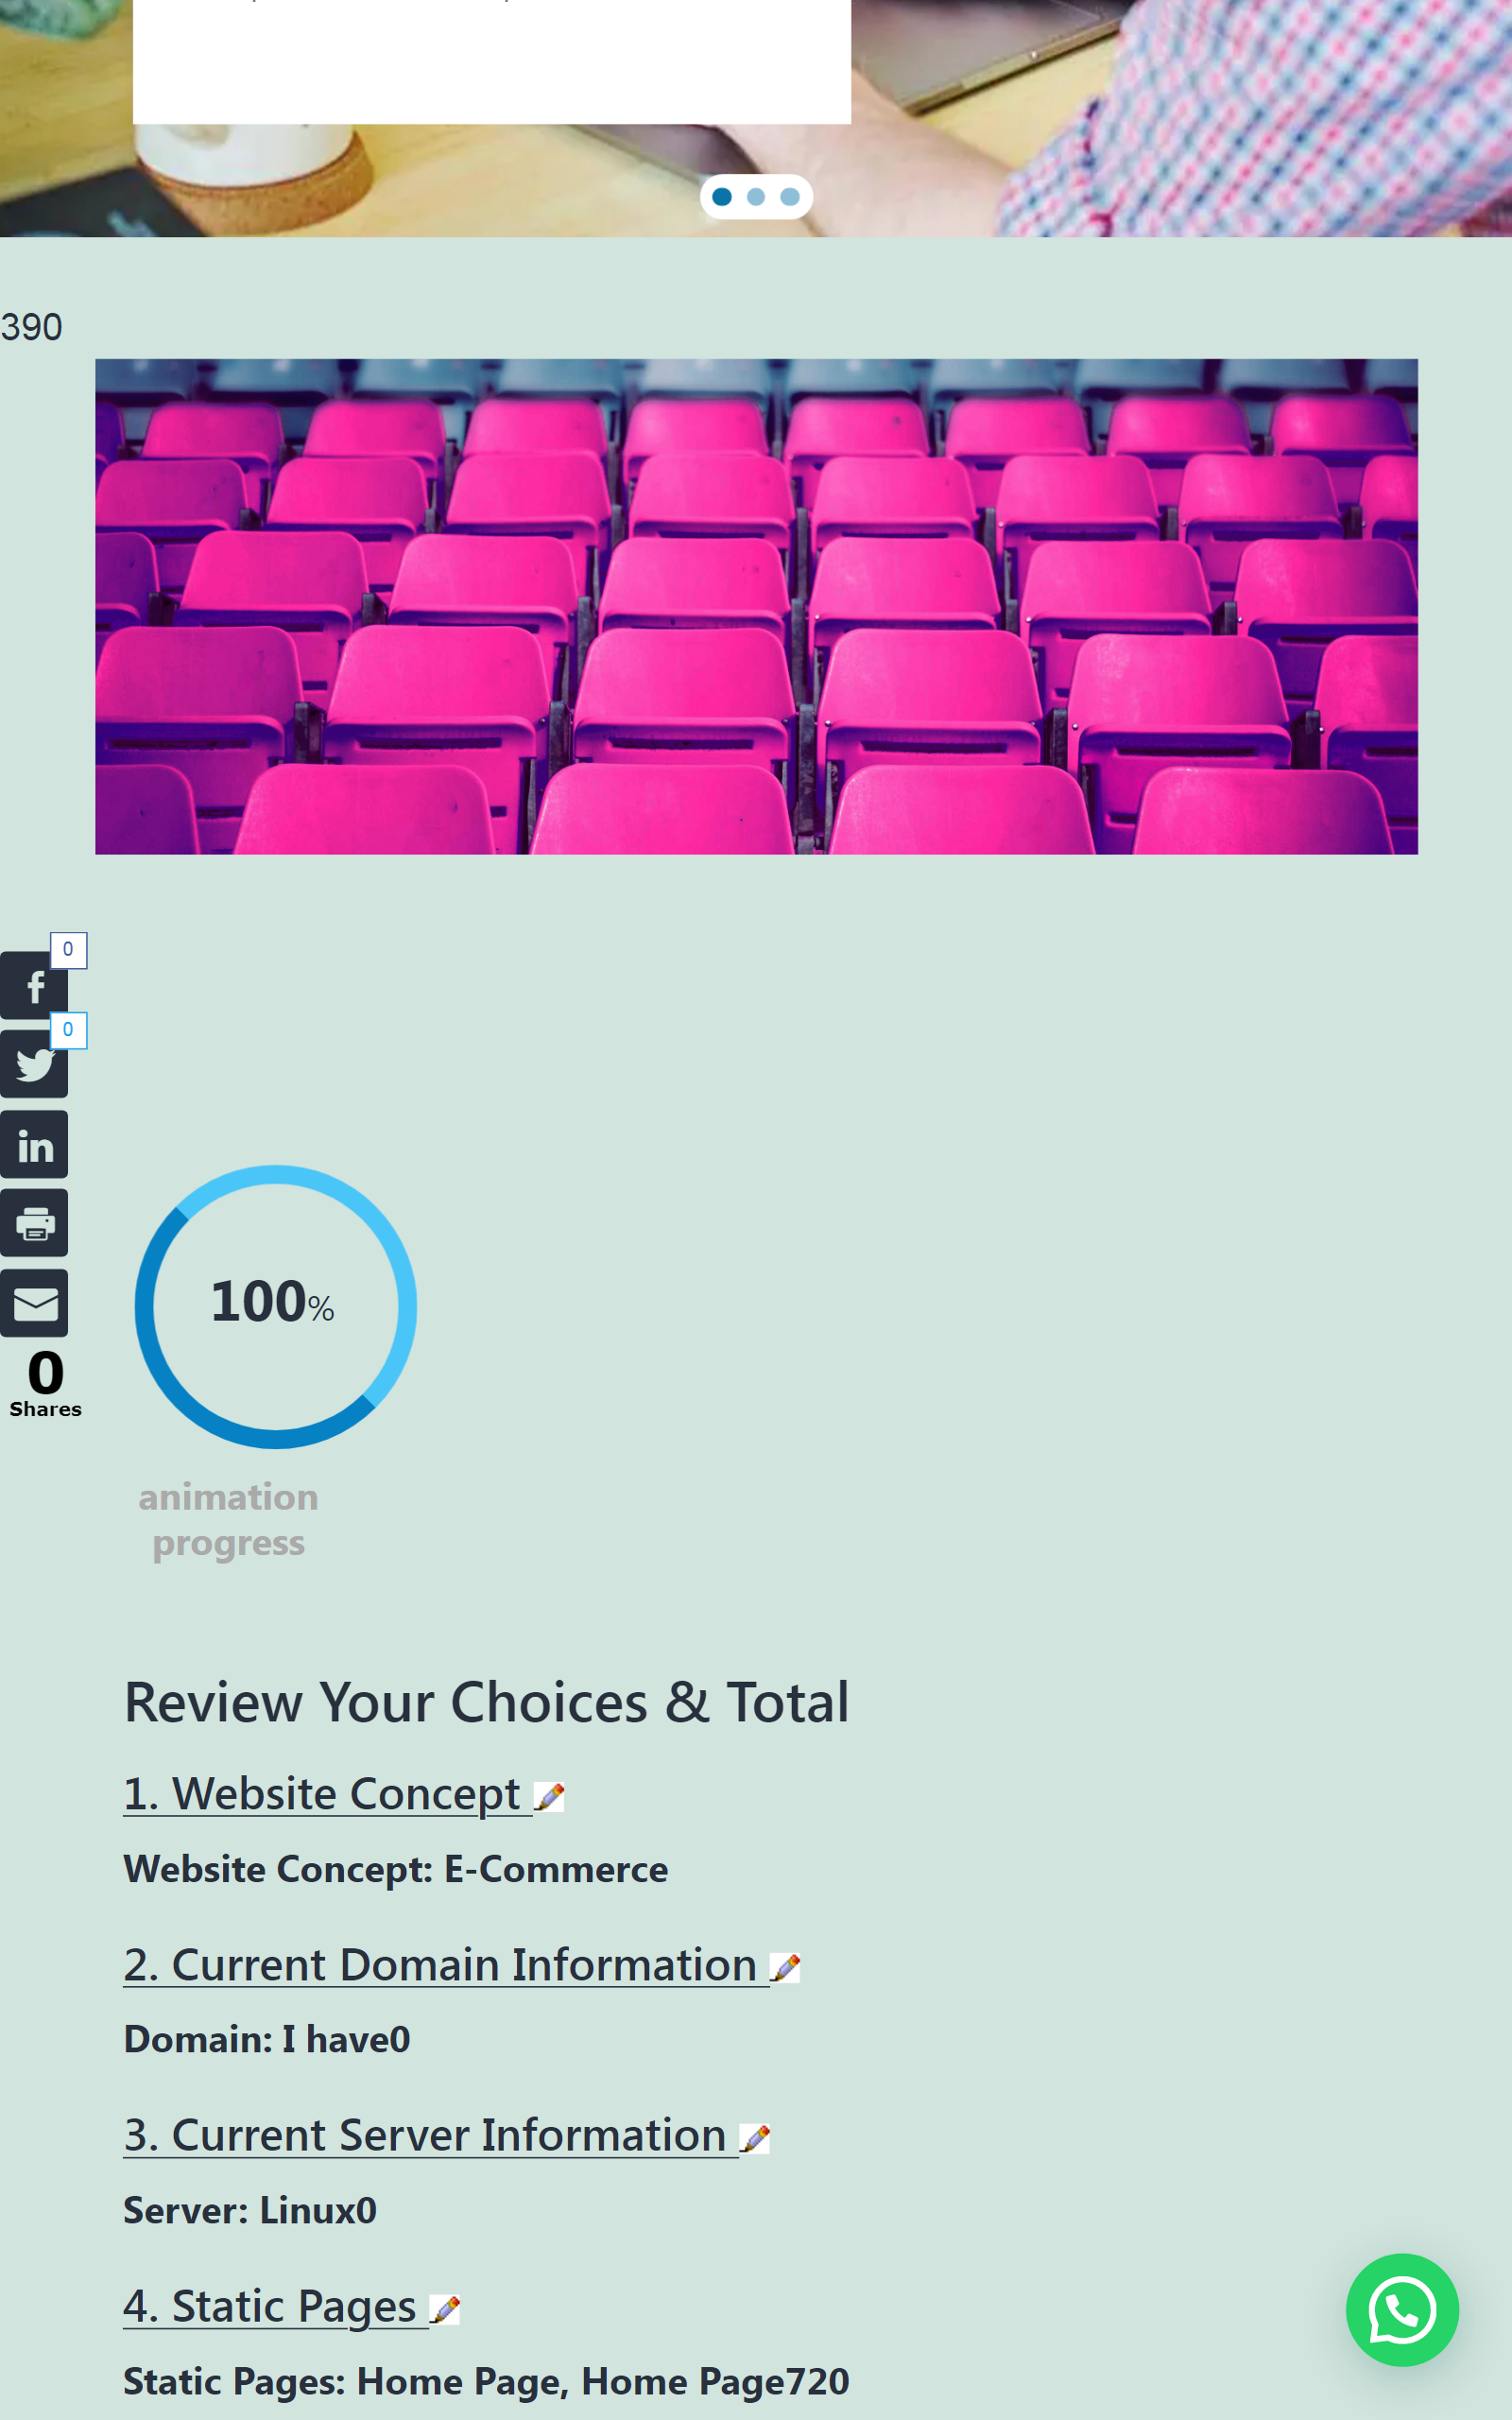 390
0
0
100%
0
Shares
animation
progress
Review Your Choices & Total
1. Website Concept
Website Concept: E-Commerce
2. Current Domain Information
Domain: I have0
3. Current Server Information
Server: Linux0
4. Static Pages
Static Pages: Home Page, Home Page720